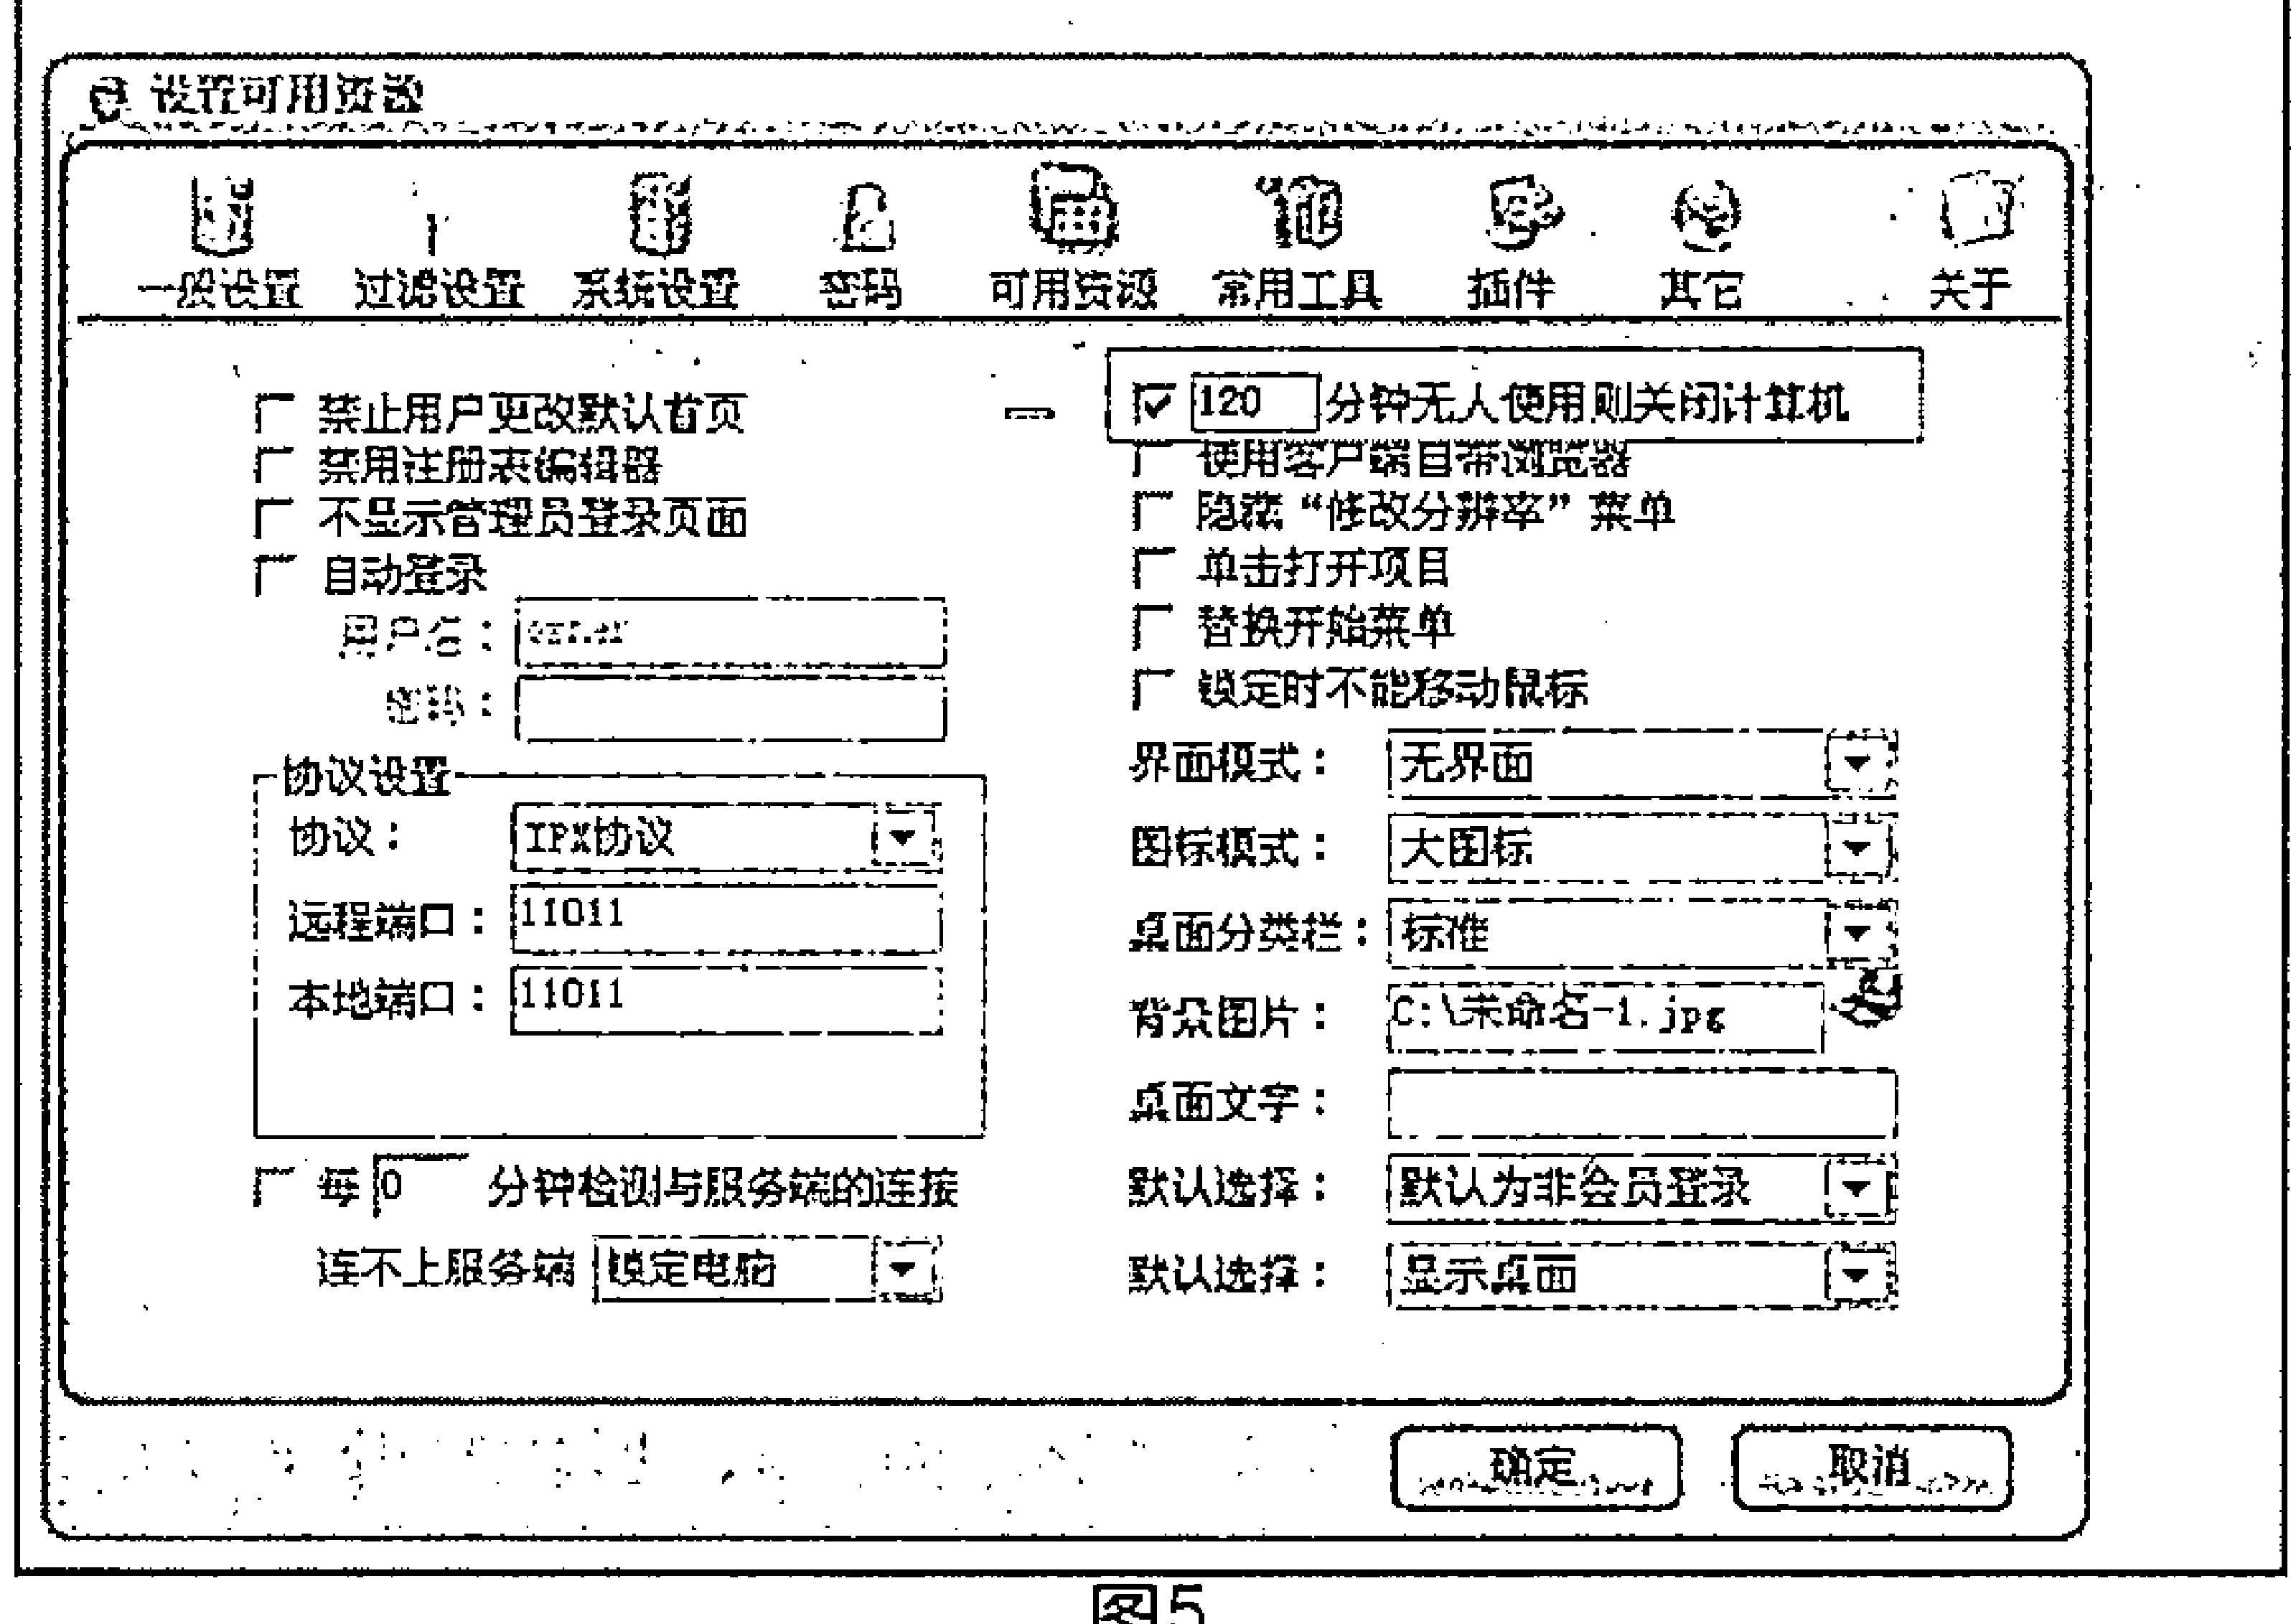 设置可用资源
一般设置 过滤设置 系统设置 密码 可用资源 常用工具 插件 其它 关于
禁止用户更改默认首页
禁用注册表编辑器
不显示管理员登录页面
自动登录
用户名：
密码：
协议设置
协议： IPX协议
远程端口： 11011
本地端口： 11011
每 0 分钟检测与服务端的连接
连不上服务端 锁定电脑
120 分钟无人使用则关闭计算机
使用客户端自带浏览器
隐藏“修改分辨率”菜单
单击打开项目
替换开始菜单
锁定时不能移动鼠标
界面模式： 无界面
图标模式： 大图标
桌面分类栏： 标准
背景图片： C:\未命名-1.jpg
桌面文字：
默认选择： 默认为非会员登录
默认选择： 显示桌面
确定 取消
图5